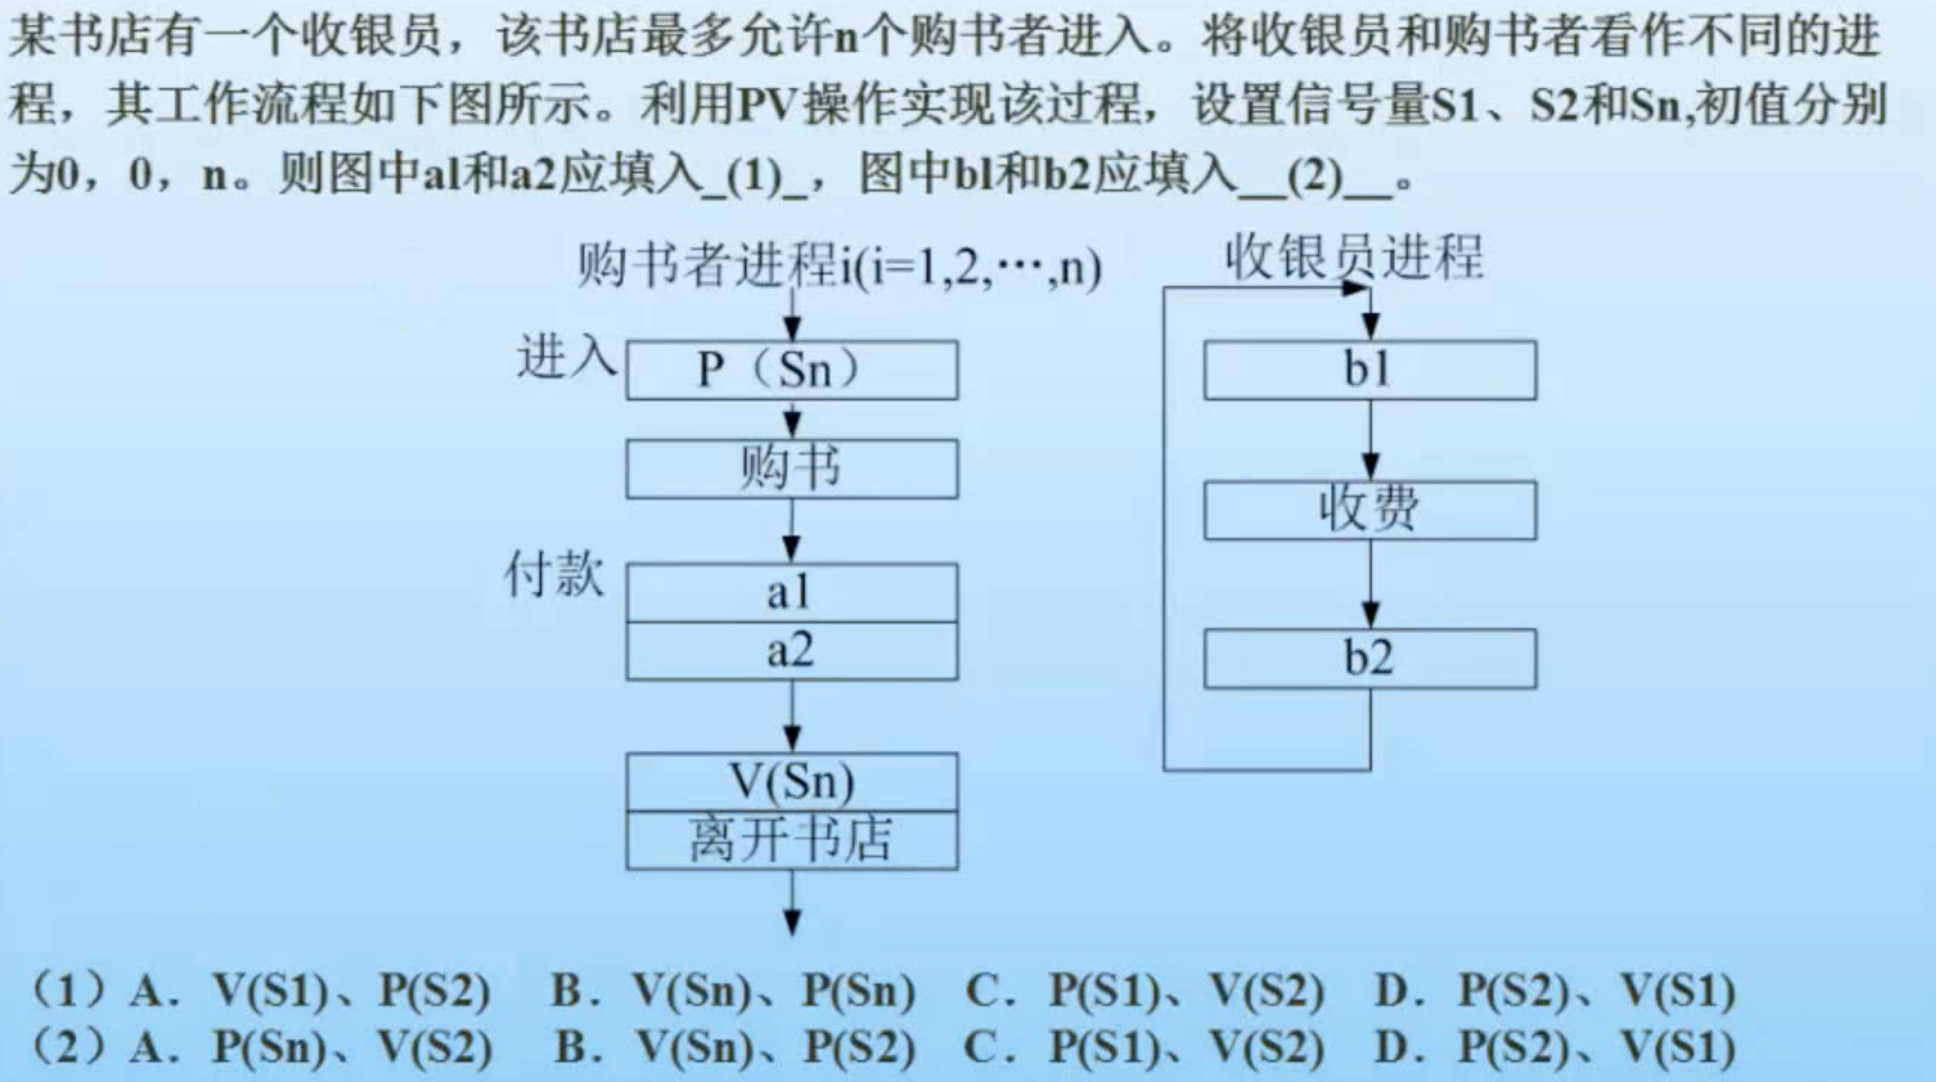 某书店有一个收银员，该书店最多允许n个购书者进入。将收银员和购书者看作不同的进
程，其工作流程如下图所示。利用PV操作实现该过程，设置信号量S1、S2和Sn,初值分别
为0，0，n。则图中al和a2应填入_(1)_，图中bl和b2应填入__(2)__。
购书者进程i(i=1,2,…,n)
收银员进程
进入
P（Sn）
购书
付款
a1
a2
V(Sn)
离开书店
b1
收费
b2
（1）A．V(S1)、P(S2) B．V(Sn)、P(Sn) C．P(S1)、V(S2) D．P(S2)、V(S1)
（2）A．P(Sn)、V(S2) B．V(Sn)、P(S2) C．P(S1)、V(S2) D．P(S2)、V(S1)